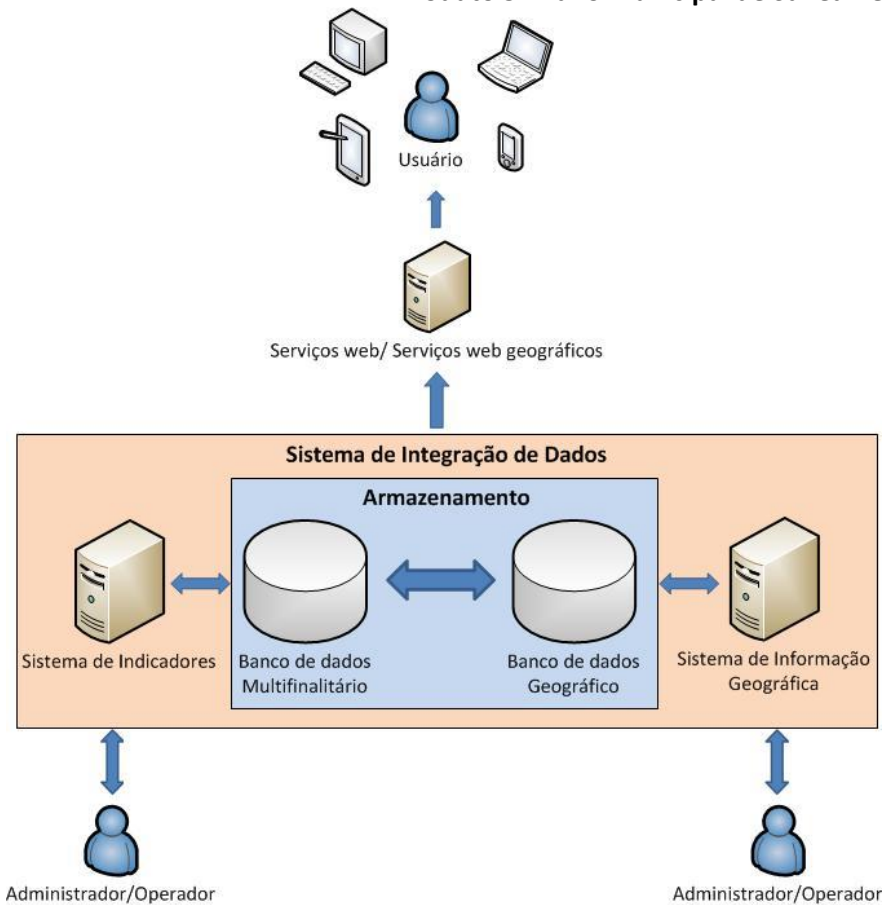 Usuário
Serviços web/ Serviços web geográficos
Sistema de Integração de Dados
Armazenamento
Sistema de Indicadores
Banco de dados
Multifinalitário
Banco de dados
Geográfico
Sistema de Informação
Geográfica
Administrador/Operador
Administrador/Operador